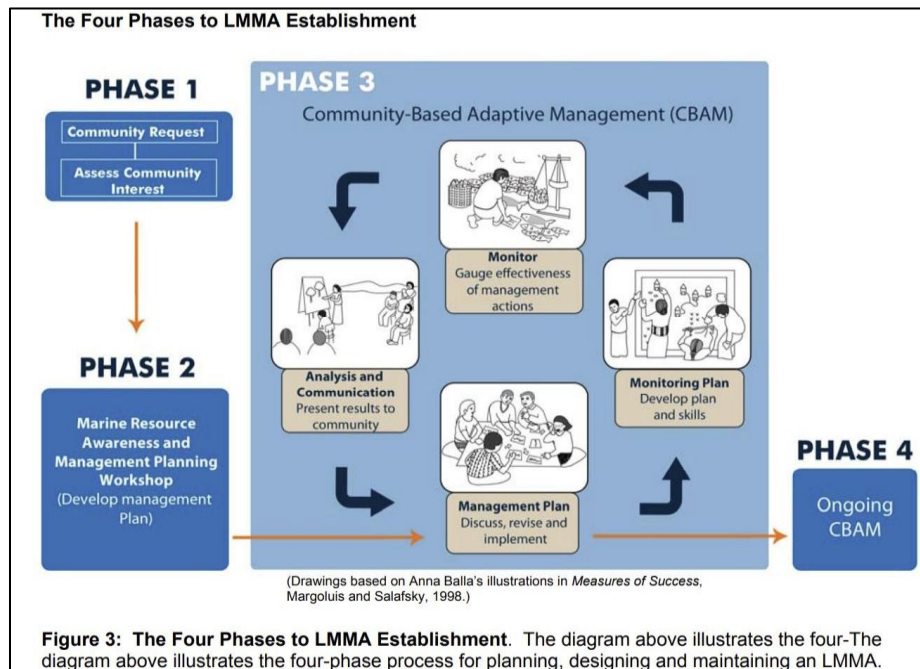 The Four Phases to LMMA Establishment
PHASE 1
Community Request
Assess Community
Interest
PHASE 2
Marine Resource
Awareness and
Management Planning
Workshop
(Develop management
Plan)
PHASE 3
Community-Based Adaptive Management (CBAM)
Monitor
Gauge effectiveness
of management
actions
Analysis and
Communication
Present results to
community
Monitoring Plan
Develop plan
and skills
Management Plan
Discuss, revise and
implement
PHASE 4
Ongoing
CBAM
(Drawings based on Anna Balla's illustrations in Measures of Success,
Margoluis and Salafsky, 1998.)
Figure 3: The Four Phases to LMMA Establishment. The diagram above illustrates the four-The
diagram above illustrates the four-phase process for planning, designing and maintaining an LMMA.